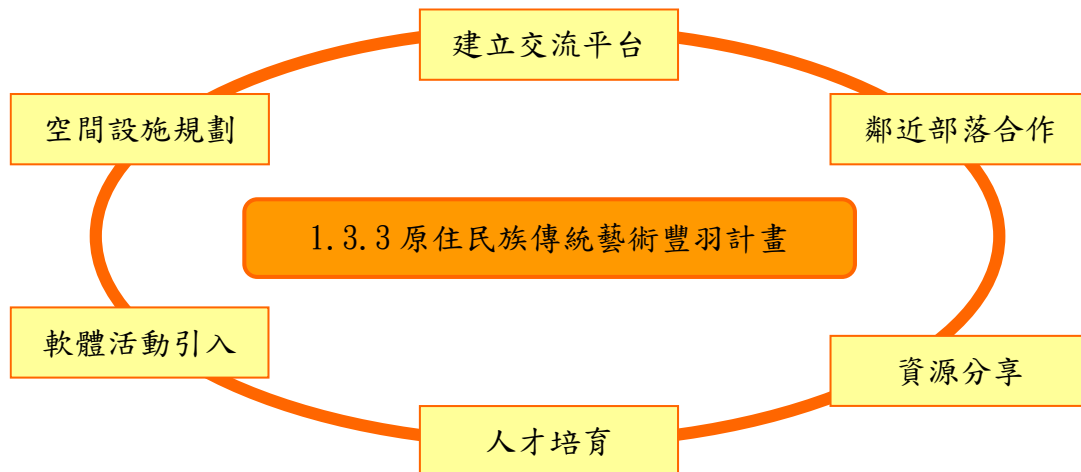 建立交流平台
空間設施規劃
鄰近部落合作
1.3.3原住民族傳統藝術豐羽計畫
軟體活動引入
資源分享
人才培育